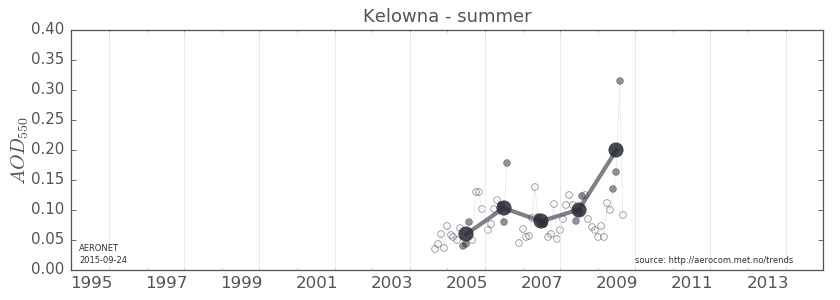 Kelowna - summer
0.40
0.35
0.30
0.25
0.20
0.15
0.10
0.05
0.00
AOD550
AERONET
2015-09-24
source: http://aerocom.met.no/trends
1995 1997 1999 2001 2003 2005 2007 2009 2011 2013